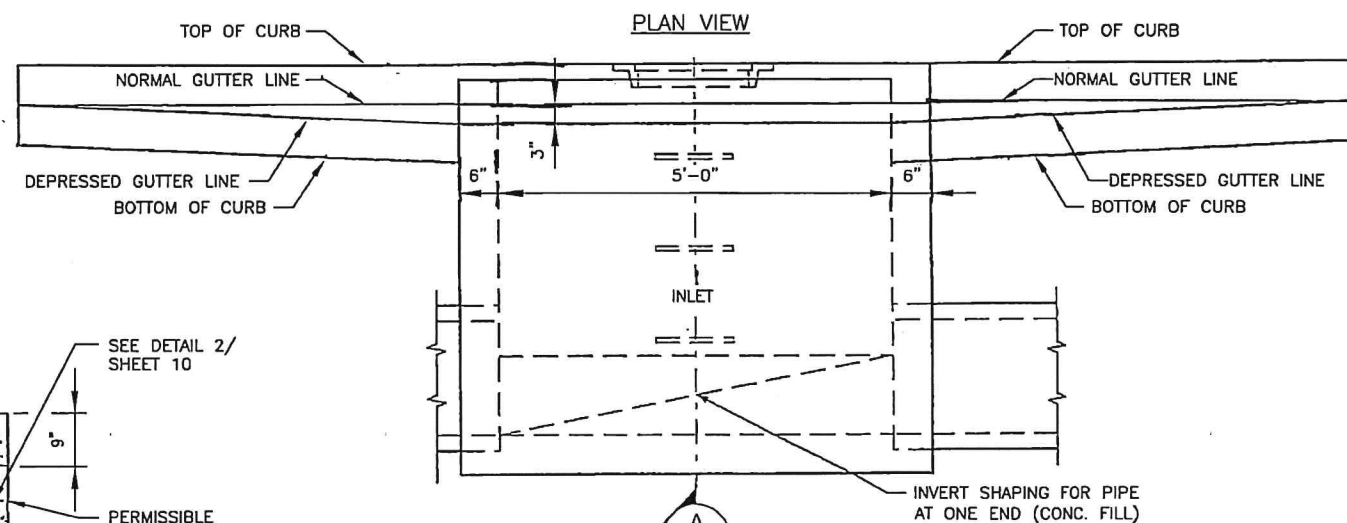 PLAN VIEW
TOP OF CURB
TOP OF CURB
NORMAL GUTTER LINE
NORMAL GUTTER LINE
3"
6"
5'-0"
6"
DEPRESSED GUTTER LINE
DEPRESSED GUTTER LINE
BOTTOM OF CURB
BOTTOM OF CURB
INLET
SEE DETAIL 2/
SHEET 10
9"
PERMISSIBLE
INVERT SHAPING FOR PIPE
AT ONE END (CONC. FILL)
A